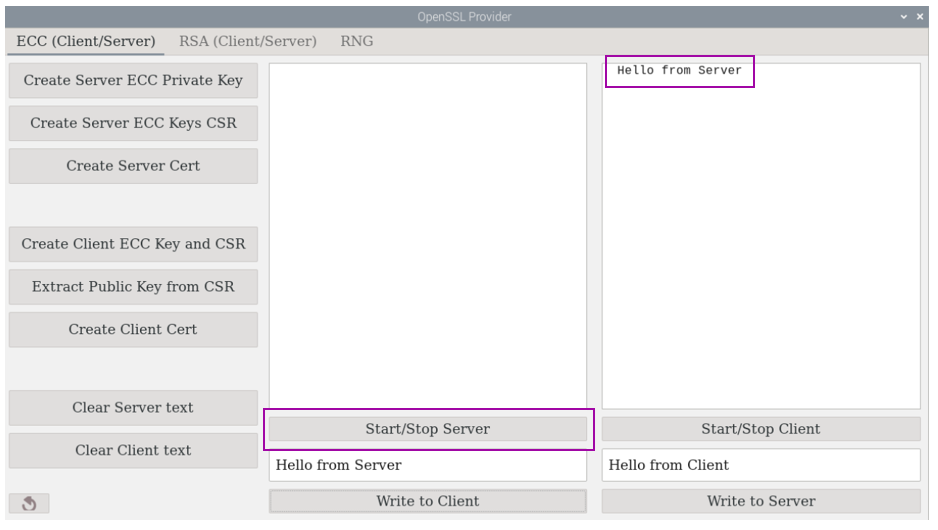 OpenSSL Provider
ECC (Client/Server) RSA (Client/Server) RNG
Create Server ECC Private Key
Create Server ECC Keys CSR
Create Server Cert
Create Client ECC Key and CSR
Extract Public Key from CSR
Create Client Cert
Clear Server text
Clear Client text
Start/Stop Server
Hello from Server
Write to Client
Hello from Server
Start/Stop Client
Hello from Client
Write to Server